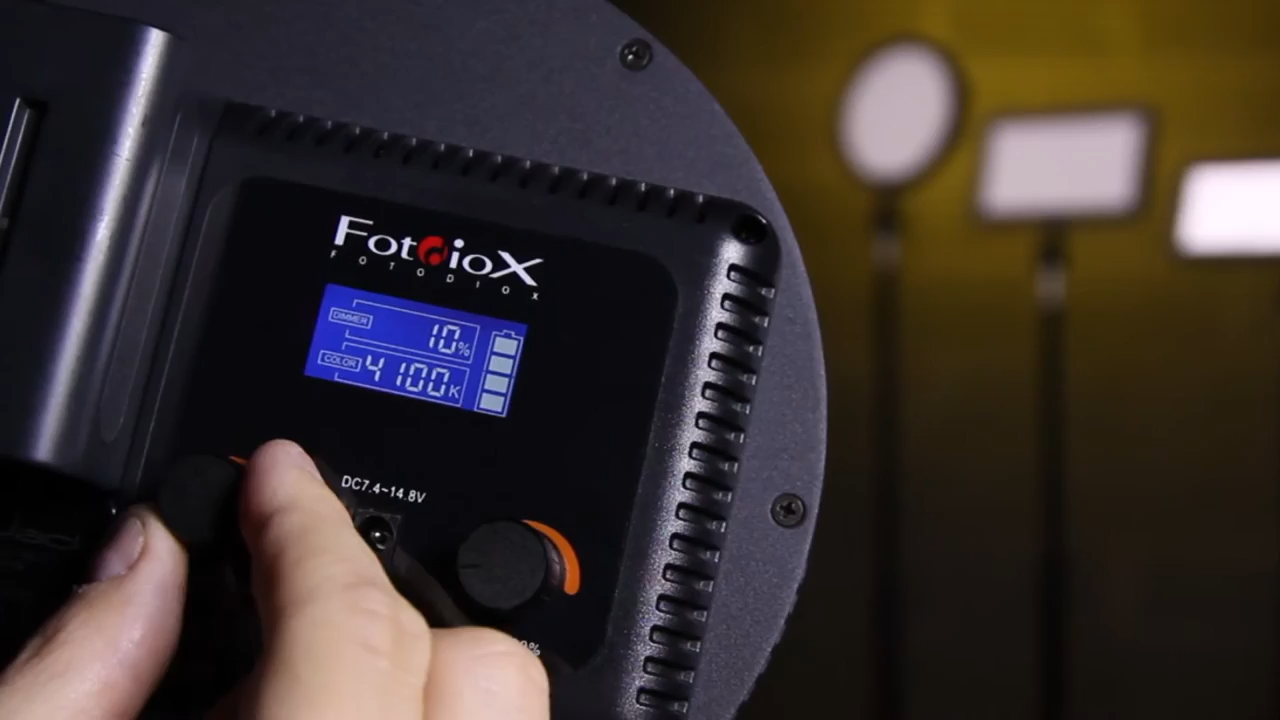 FotodioX
FOTODIOX
DIMMER
10%
COLOR
4100K
DC7.4~14.8V